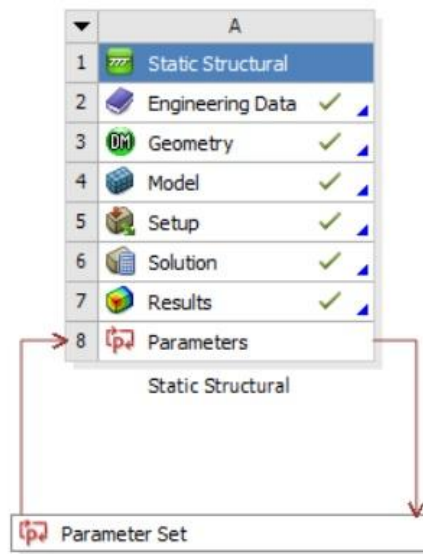 A
1 Static Structural
2 Engineering Data
3 DM Geometry
4 Model
5 Setup
6 Solution
7 Results
8 p Parameters
Static Structural
p Parameter Set